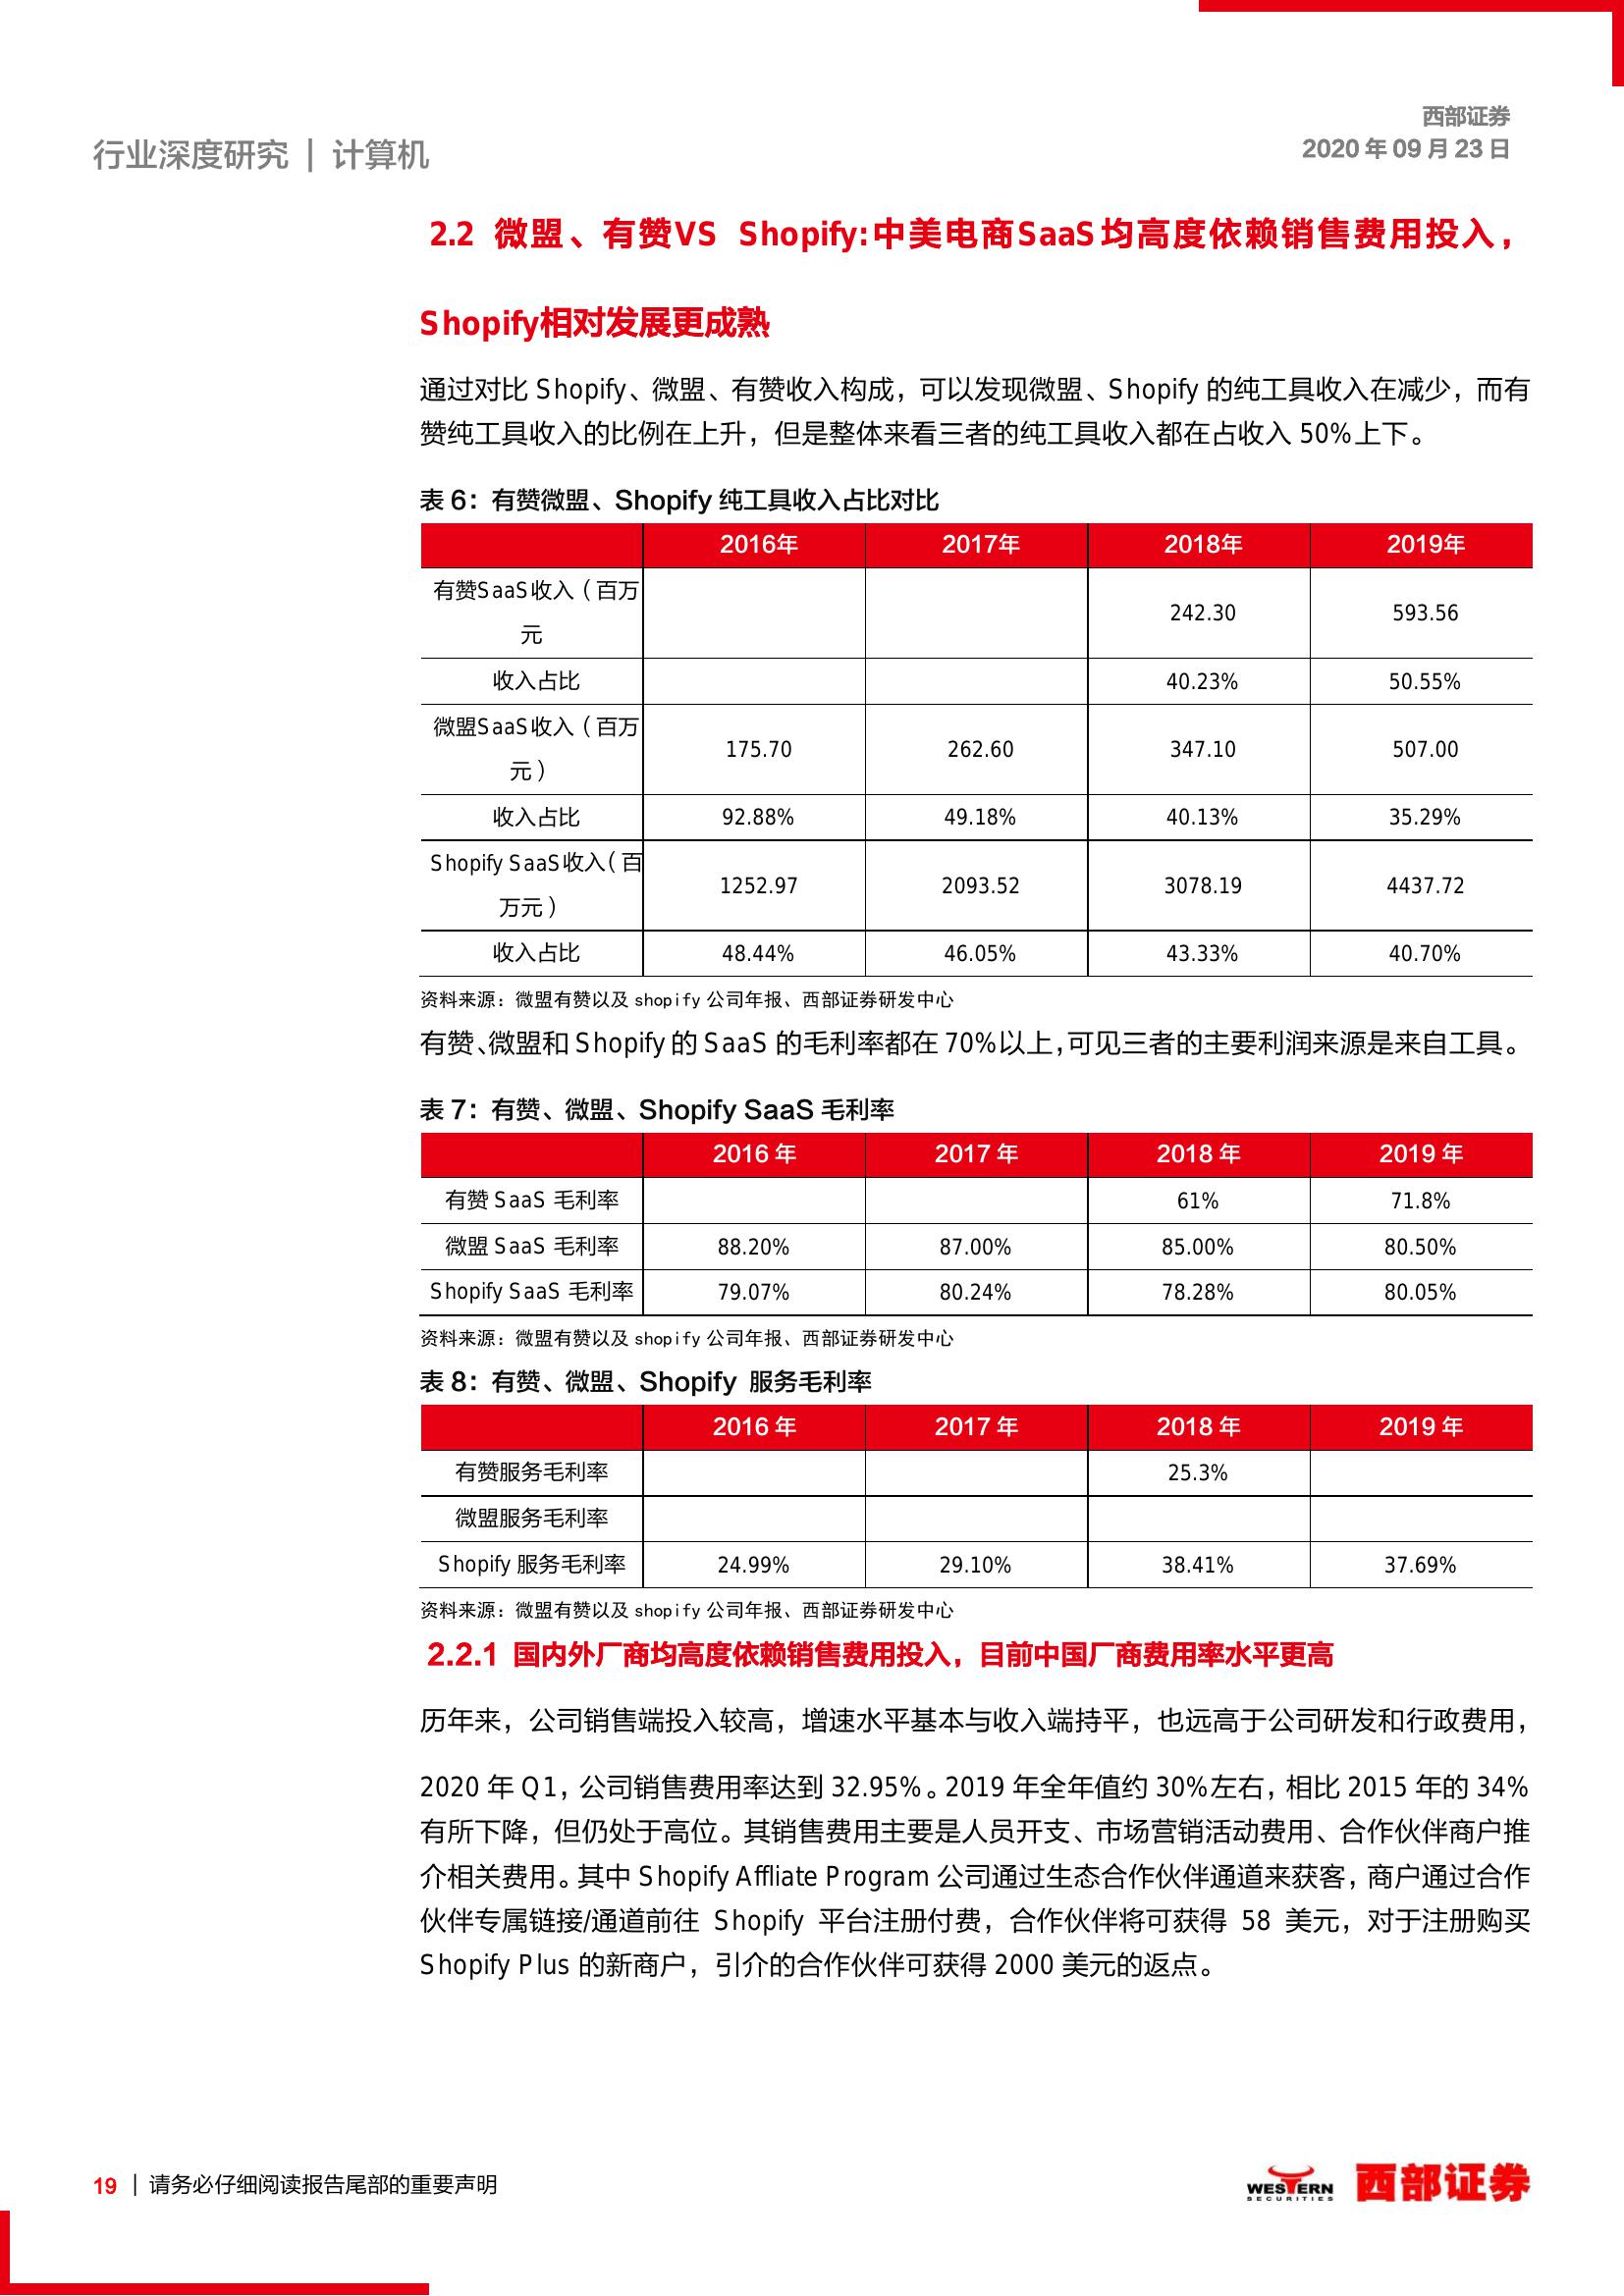 西部证券
行业深度研究 | 计算机
2020 年 09 月 23 日
2.2 微盟、有赞VS Shopify:中美电商SaaS均高度依赖销售费用投入，
Shopify相对发展更成熟
通过对比 Shopify、微盟、有赞收入构成，可以发现微盟、Shopify 的纯工具收入在减少，而有
赞纯工具收入的比例在上升，但是整体来看三者的纯工具收入都在占收入 50%上下。
表 6：有赞微盟、Shopify 纯工具收入占比对比
2016年 2017年 2018年 2019年
有赞SaaS收入（百万
元 242.30 593.56
收入占比 40.23% 50.55%
微盟SaaS收入（百万
元） 175.70 262.60 347.10 507.00
收入占比 92.88% 49.18% 40.13% 35.29%
Shopify SaaS收入（百
万元） 1252.97 2093.52 3078.19 4437.72
收入占比 48.44% 46.05% 43.33% 40.70%
资料来源：微盟有赞以及 shopify 公司年报、西部证券研发中心
有赞、微盟和 Shopify 的 SaaS 的毛利率都在 70%以上，可见三者的主要利润来源是来自工具。
表 7：有赞、微盟、Shopify SaaS 毛利率
2016 年 2017 年 2018 年 2019 年
有赞 SaaS 毛利率 61% 71.8%
微盟 SaaS 毛利率 88.20% 87.00% 85.00% 80.50%
Shopify SaaS 毛利率 79.07% 80.24% 78.28% 80.05%
资料来源：微盟有赞以及 shopify 公司年报、西部证券研发中心
表 8：有赞、微盟、Shopify 服务毛利率
2016 年 2017 年 2018 年 2019 年
有赞服务毛利率 25.3%
微盟服务毛利率
Shopify 服务毛利率 24.99% 29.10% 38.41% 37.69%
资料来源：微盟有赞以及 shopify 公司年报、西部证券研发中心
2.2.1 国内外厂商均高度依赖销售费用投入，目前中国厂商费用率水平更高
历年来，公司销售端投入较高，增速水平基本与收入端持平，也远高于公司研发和行政费用，
2020 年 Q1，公司销售费用率达到 32.95%。2019 年全年值约 30%左右，相比 2015 年的 34%
有所下降，但仍处于高位。其销售费用主要是人员开支、市场营销活动费用、合作伙伴商户推
介相关费用。其中 Shopify Affliate Program 公司通过生态合作伙伴通道来获客，商户通过合作
伙伴专属链接/通道前往 Shopify 平台注册付费，合作伙伴将可获得 58 美元，对于注册购买
Shopify Plus 的新商户，引介的合作伙伴可获得 2000 美元的返点。
19 | 请务必仔细阅读报告尾部的重要声明
WESTERN
SECURITIES
西部证券